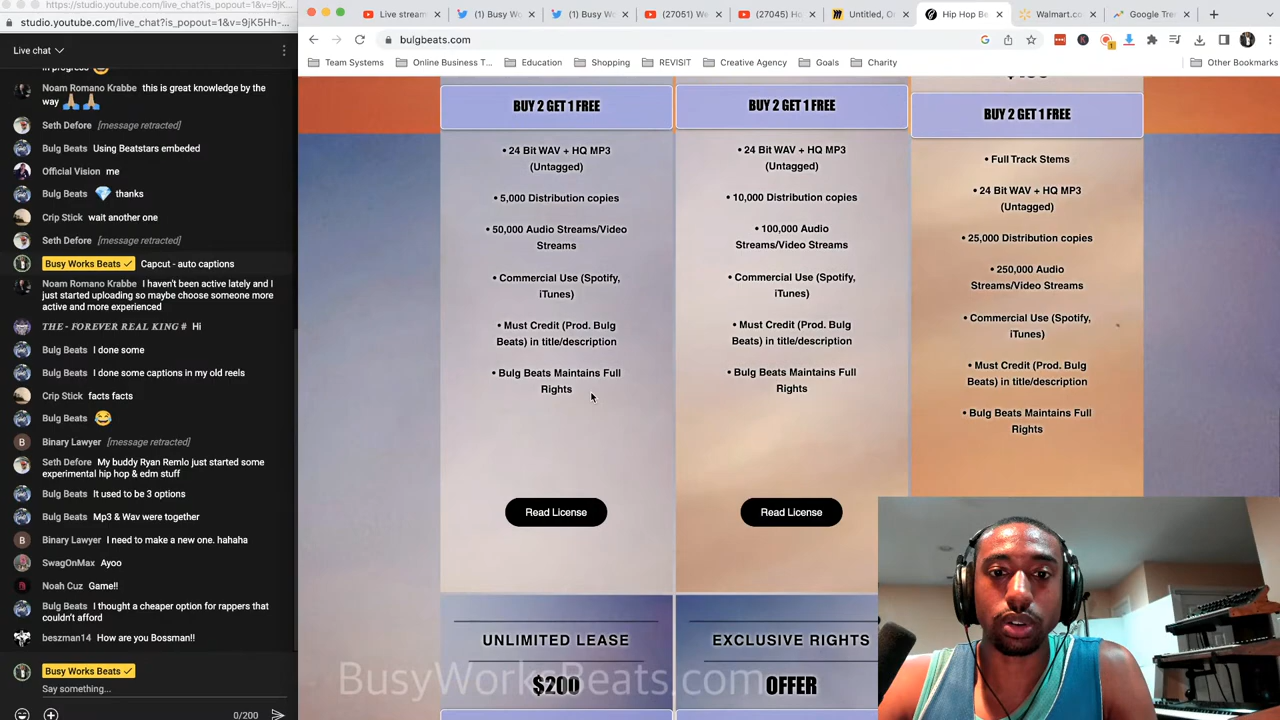 studio.youtube.com/live_chat?is_popout=1&v=9jK5Hh-...
Live chat
in progress
Noam Romano Krabbe this is great knowledge by the
way
Seth Defore [message retracted]
Bulg Beats Using Beatstars embeded
Official Vision me
Bulg Beats thanks
Crip Stick wait another one
Seth Defore [message retracted]
Busy Works Beats Capcut - auto captions
Noam Romano Krabbe I haven't been active lately and I
just started uploading so maybe choose someone more
active and more experienced
THE - FOREVER REAL KING # Hi
Bulg Beats I done some
Bulg Beats I done some captions in my old reels
Crip Stick facts facts
Bulg Beats
B Binary Lawyer [message retracted]
Seth Defore My buddy Ryan Remlo just started some
experimental hip hop & edm stuff
Bulg Beats It used to be 3 options
Bulg Beats Mp3 & Wav were together
B Binary Lawyer I need to make a new one. hahaha
SwagOnMax Ayoo
Noah Cuz Game!!
Bulg Beats I thought a cheaper option for rappers that
couldn't afford
beszman14 How are you Bossman!!
Busy Works Beats
Say something...
0/200
Live stream
(1) Busy Wo
(1) Busy Wo
(27051) W
(27045) Ho
Untitled, O
Hip Hop Be
Walmart.co
Google Tre
bulgbeats.com
1
Team Systems
Online Business T...
Education
Shopping
REVISIT
Creative Agency
Goals
Charity
Other Bookmarks
BUY 2 GET 1 FREE
• 24 Bit WAV + HQ MP3
(Untagged)
• 5,000 Distribution copies
• 50,000 Audio Streams/Video
Streams
• Commercial Use (Spotify,
iTunes)
• Must Credit (Prod. Bulg
Beats) in title/description
• Bulg Beats Maintains Full
Rights
Read License
BUY 2 GET 1 FREE
• 24 Bit WAV + HQ MP3
(Untagged)
• 10,000 Distribution copies
• 100,000 Audio
Streams/Video Streams
• Commercial Use (Spotify,
iTunes)
• Must Credit (Prod. Bulg
Beats) in title/description
• Bulg Beats Maintains Full
Rights
Read License
BUY 2 GET 1 FREE
• Full Track Stems
• 24 Bit WAV + HQ MP3
(Untagged)
• 25,000 Distribution copies
• 250,000 Audio
Streams/Video Streams
• Commercial Use (Spotify,
iTunes)
• Must Credit (Prod. Bulg
Beats) in title/description
• Bulg Beats Maintains Full
Rights
UNLIMITED LEASE
$200
EXCLUSIVE RIGHTS
OFFER
BusyWorksBeats.com